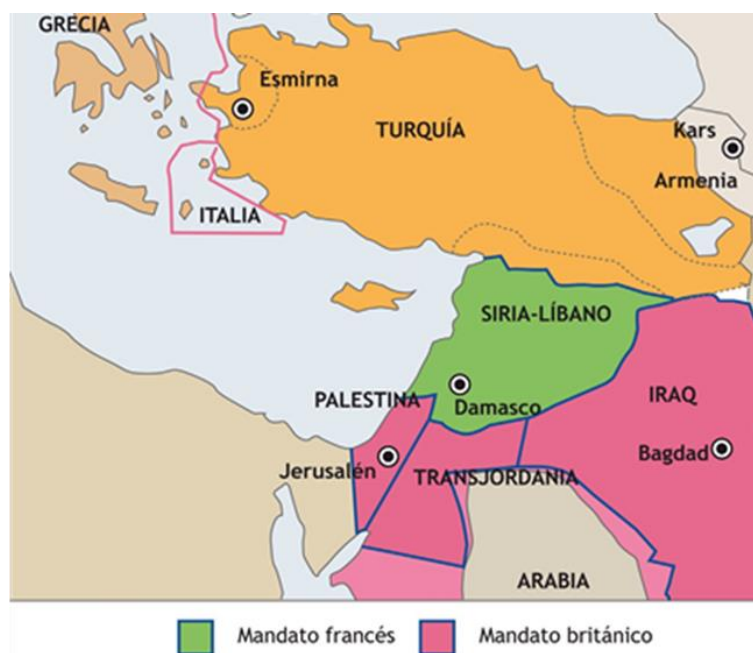 GRECIA
Esmirna
TURQUÍA
Kars
Armenia
ITALIA
SIRIA-LÍBANO
PALESTINA
Damasco
IRAQ
Jerusalén
TRANSJORDANIA
Bagdad
ARABIA
Mandato francés
Mandato británico